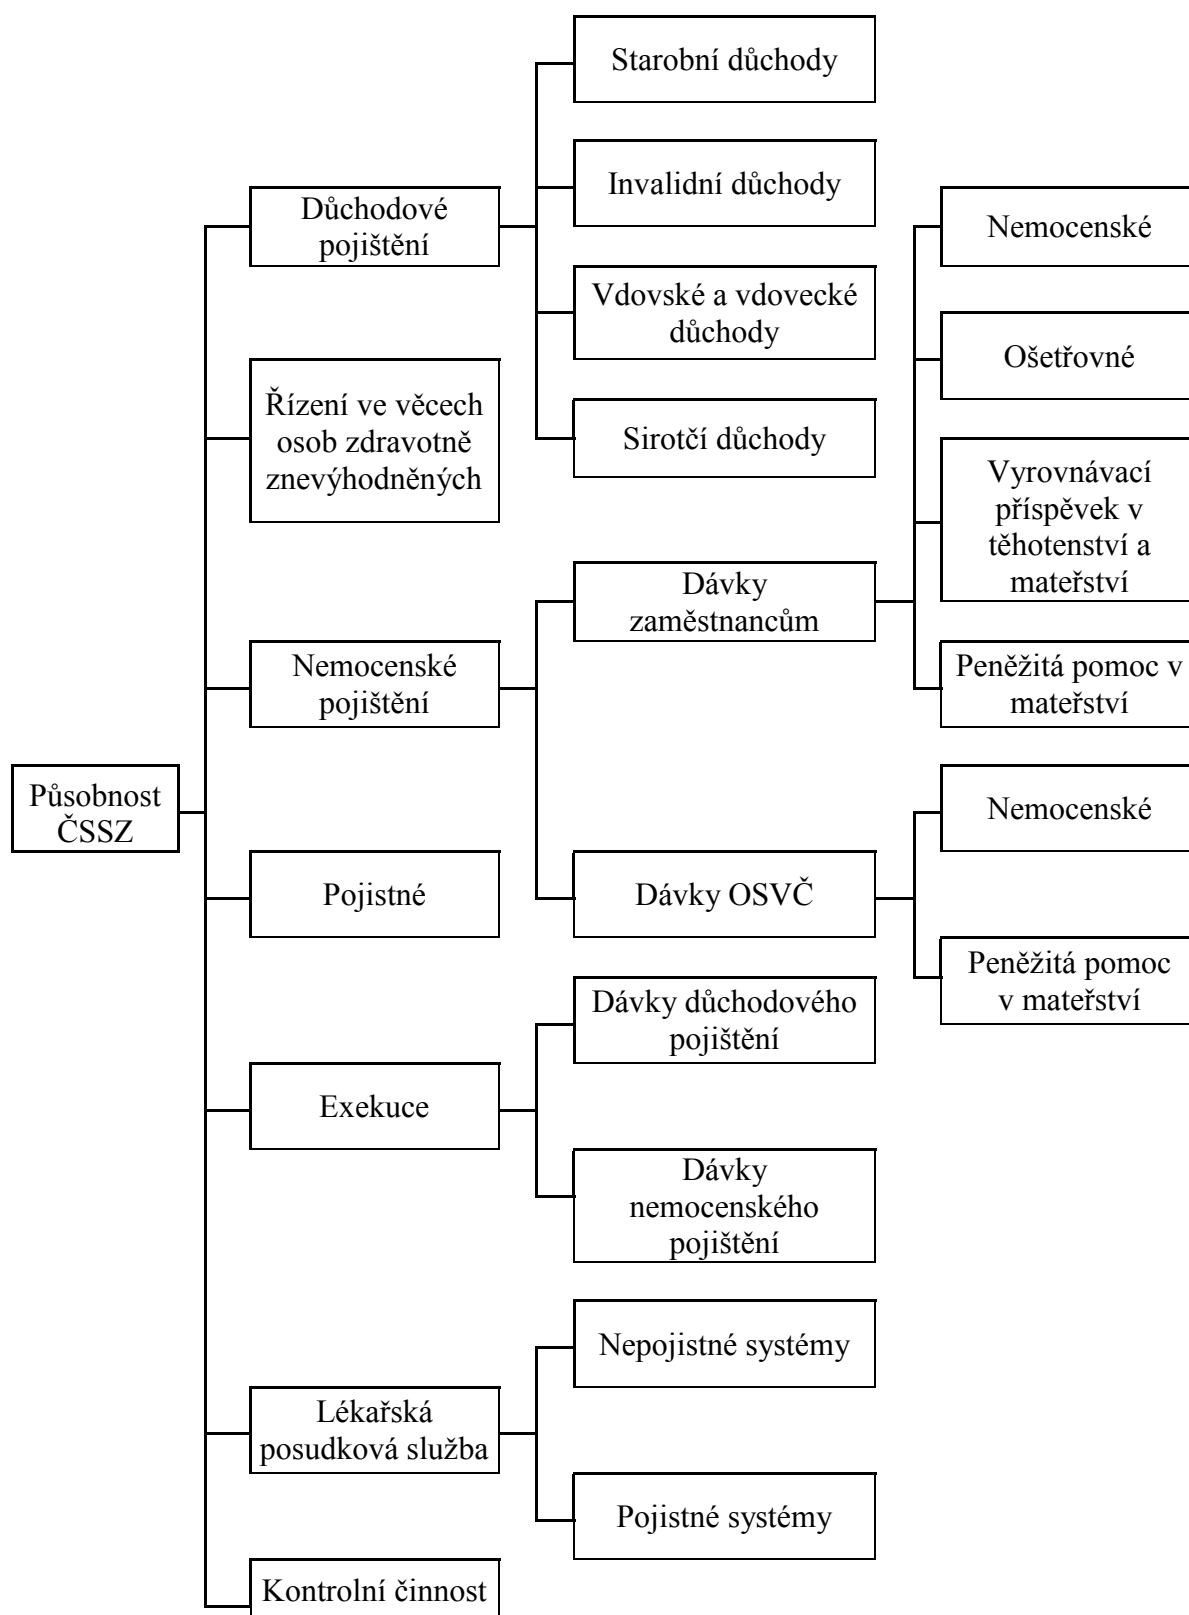 Působnost
ČSSZ
Důchodové
pojištění
Starobní důchody
Invalidní důchody
Vdovské a vdovecké
důchody
Sirotčí důchody
Řízení ve věcech
osob zdravotně
znevýhodněných
Nemocenské
pojištění
Dávky
zaměstnancům
Nemocenské
Ošetřovné
Vyrovnávací
příspěvek v
těhotenství a
mateřství
Peněžitá pomoc v
mateřství
Dávky OSVČ
Nemocenské
Peněžitá pomoc
v mateřství
Pojistné
Exekuce
Dávky důchodového
pojištění
Dávky
nemocenského
pojištění
Lékařská
posudková služba
Nepojistné systémy
Pojistné systémy
Kontrolní činnost